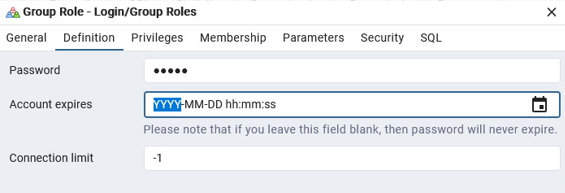 Group Role - Login/Group Roles
General Definition Privileges Membership Parameters Security SQL
Password •••••
Account expires YYYY-MM-DD hh:mm:ss
Please note that if you leave this field blank, then password will never expire.
Connection limit -1